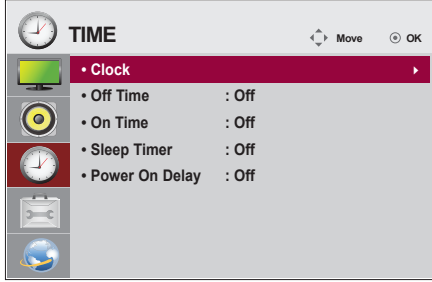 TIME Move OK
• Clock
• Off Time : Off
• On Time : Off
• Sleep Timer : Off
• Power On Delay : Off